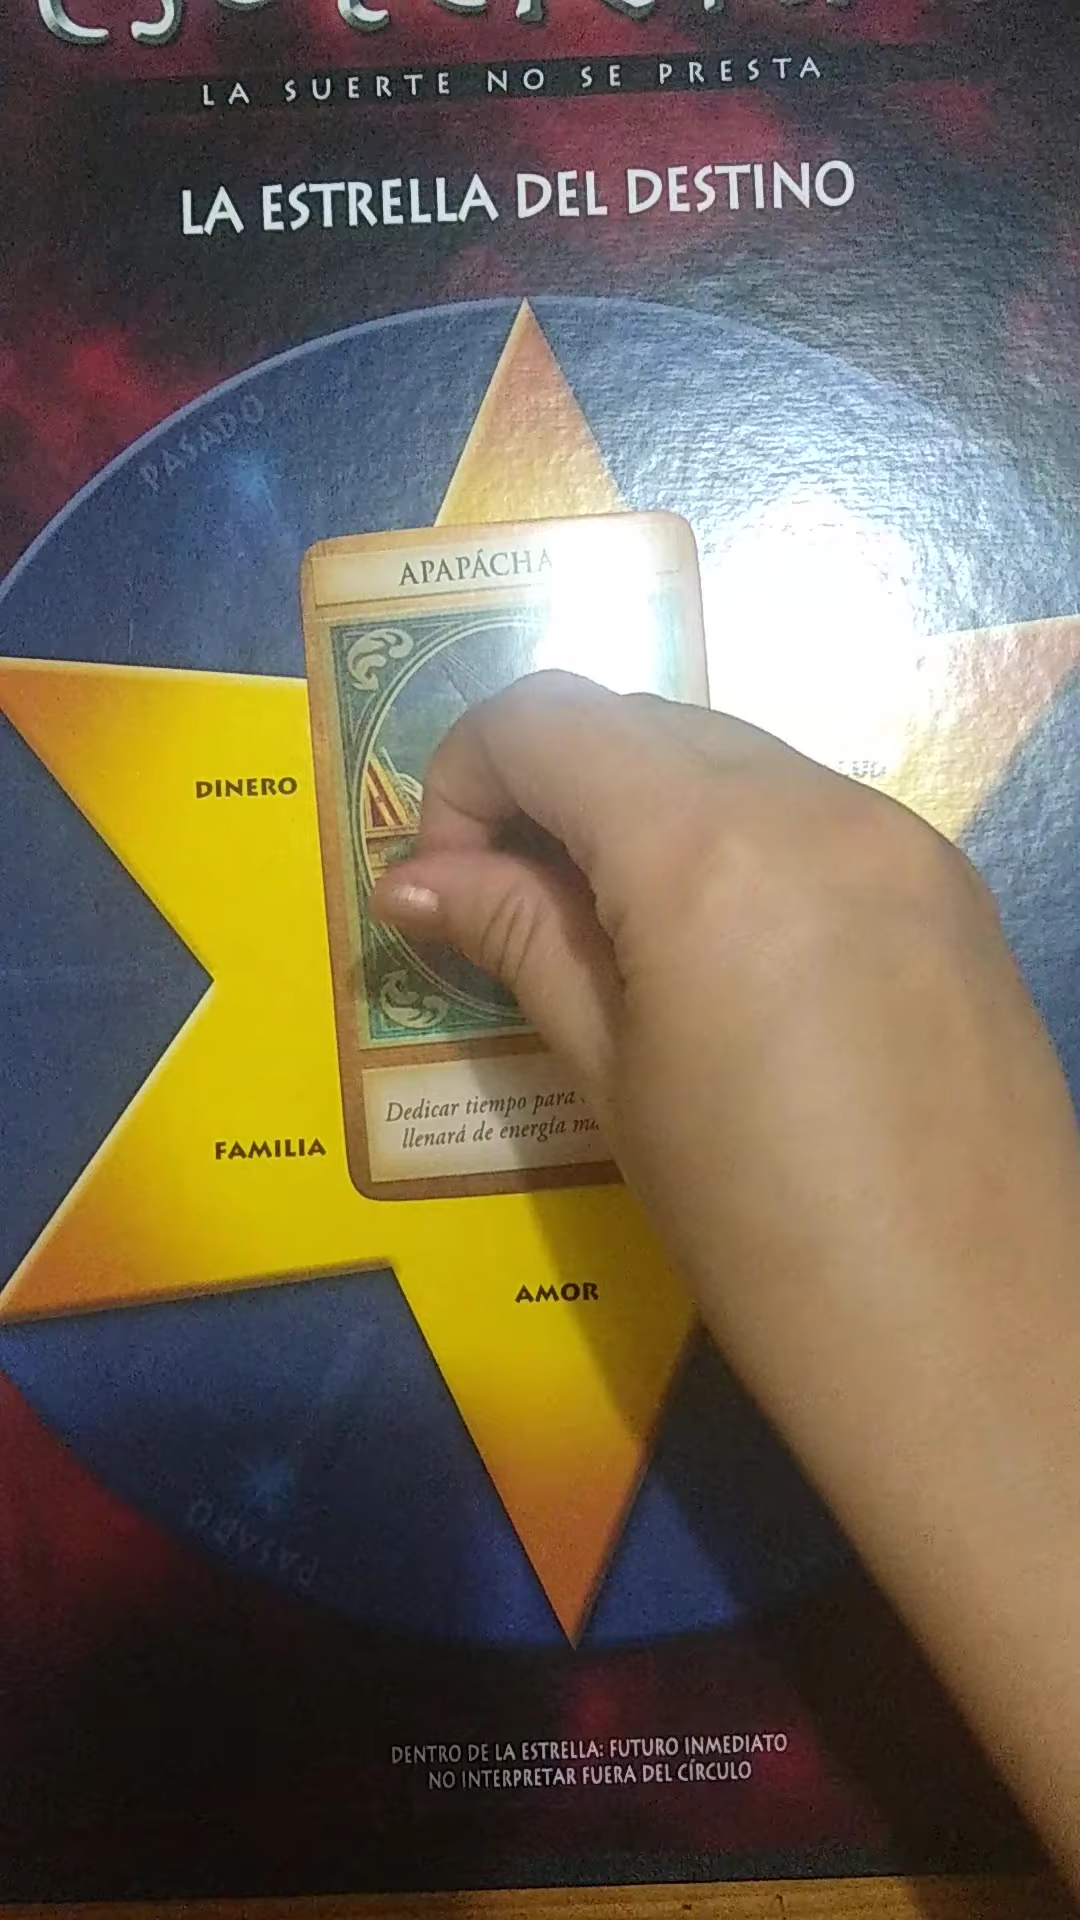 LA SUERTE NO SE PRESTA
LA ESTRELLA DEL DESTINO
PASADO
APAPÁCHA
DINERO
Dedicar tiempo para
llenará de energía
FAMILIA
AMOR
PASADO
DENTRO DE LA ESTRELLA: FUTURO INMEDIATO
NO INTERPRETAR FUERA DEL CÍRCULO